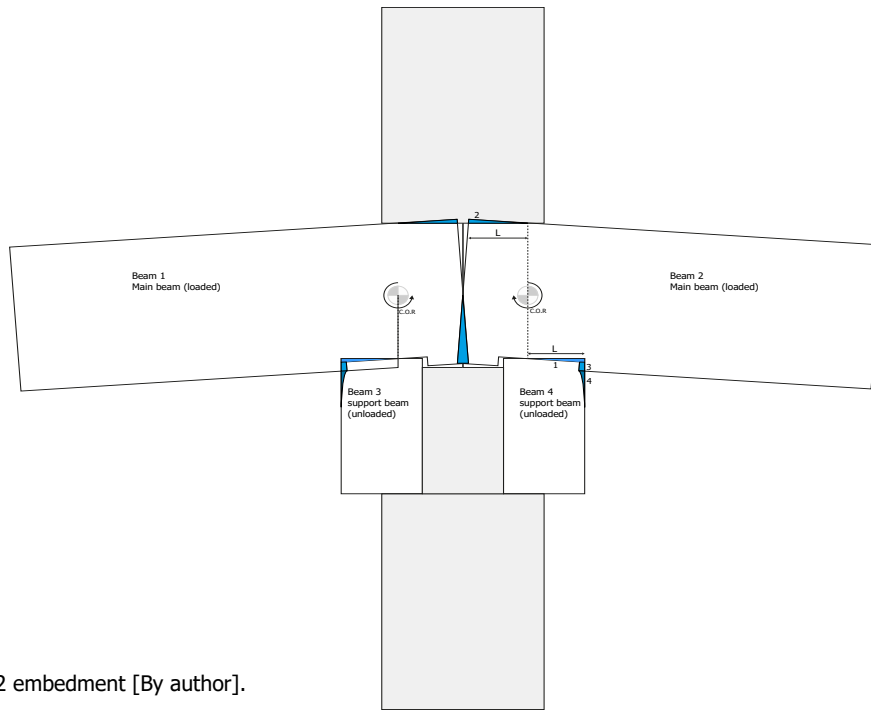 2
L
Beam 1
Main beam (loaded)
Beam 2
Main beam (loaded)
C.O.R
C.O.R
L
1
3
4
Beam 3
support beam
(unloaded)
Beam 4
support beam
(unloaded)
2 embedment [By author].